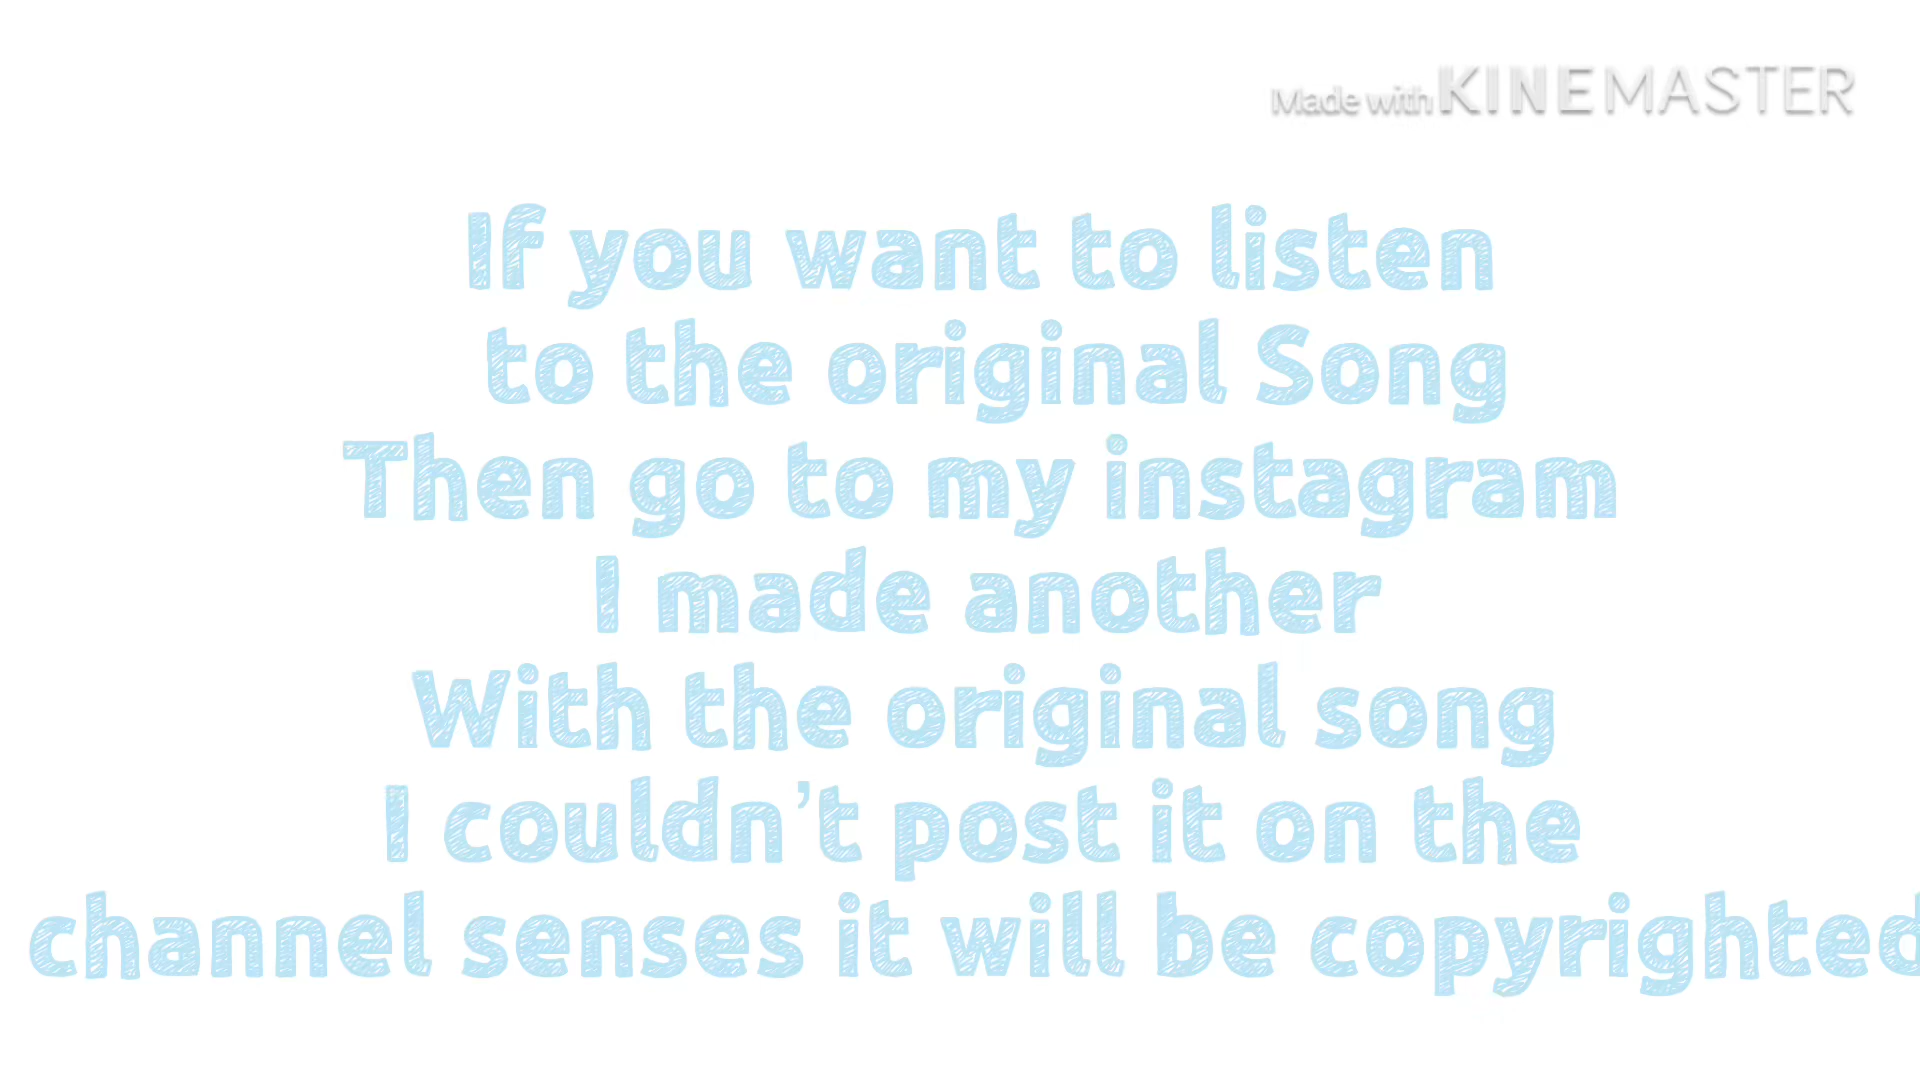 Made with KINEMASTER
If you want to listen
to the original Song
Then go to my instagram
I made another
With the original song
I couldn't post it on the
channel senses it will be copyrighted